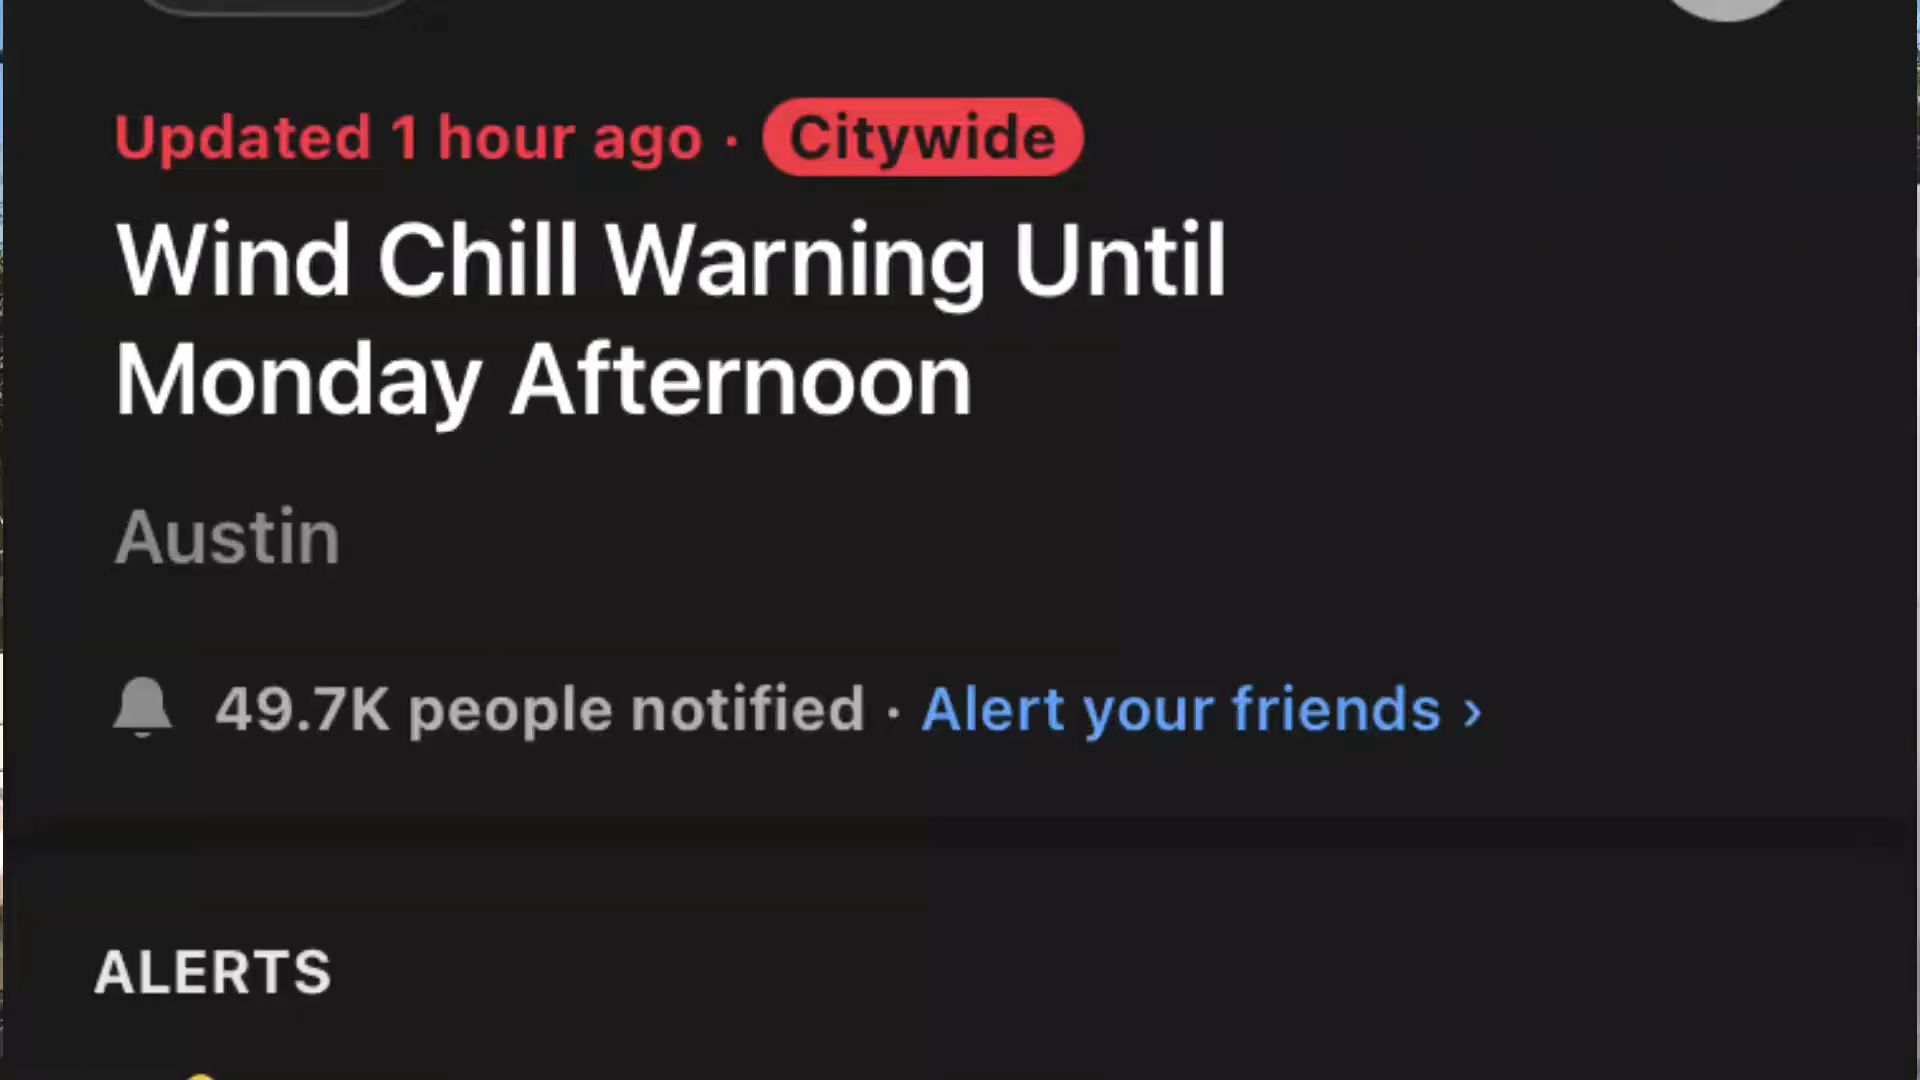 Updated 1 hour ago · Citywide
Wind Chill Warning Until
Monday Afternoon
Austin
49.7K people notified · Alert your friends ›
ALERTS